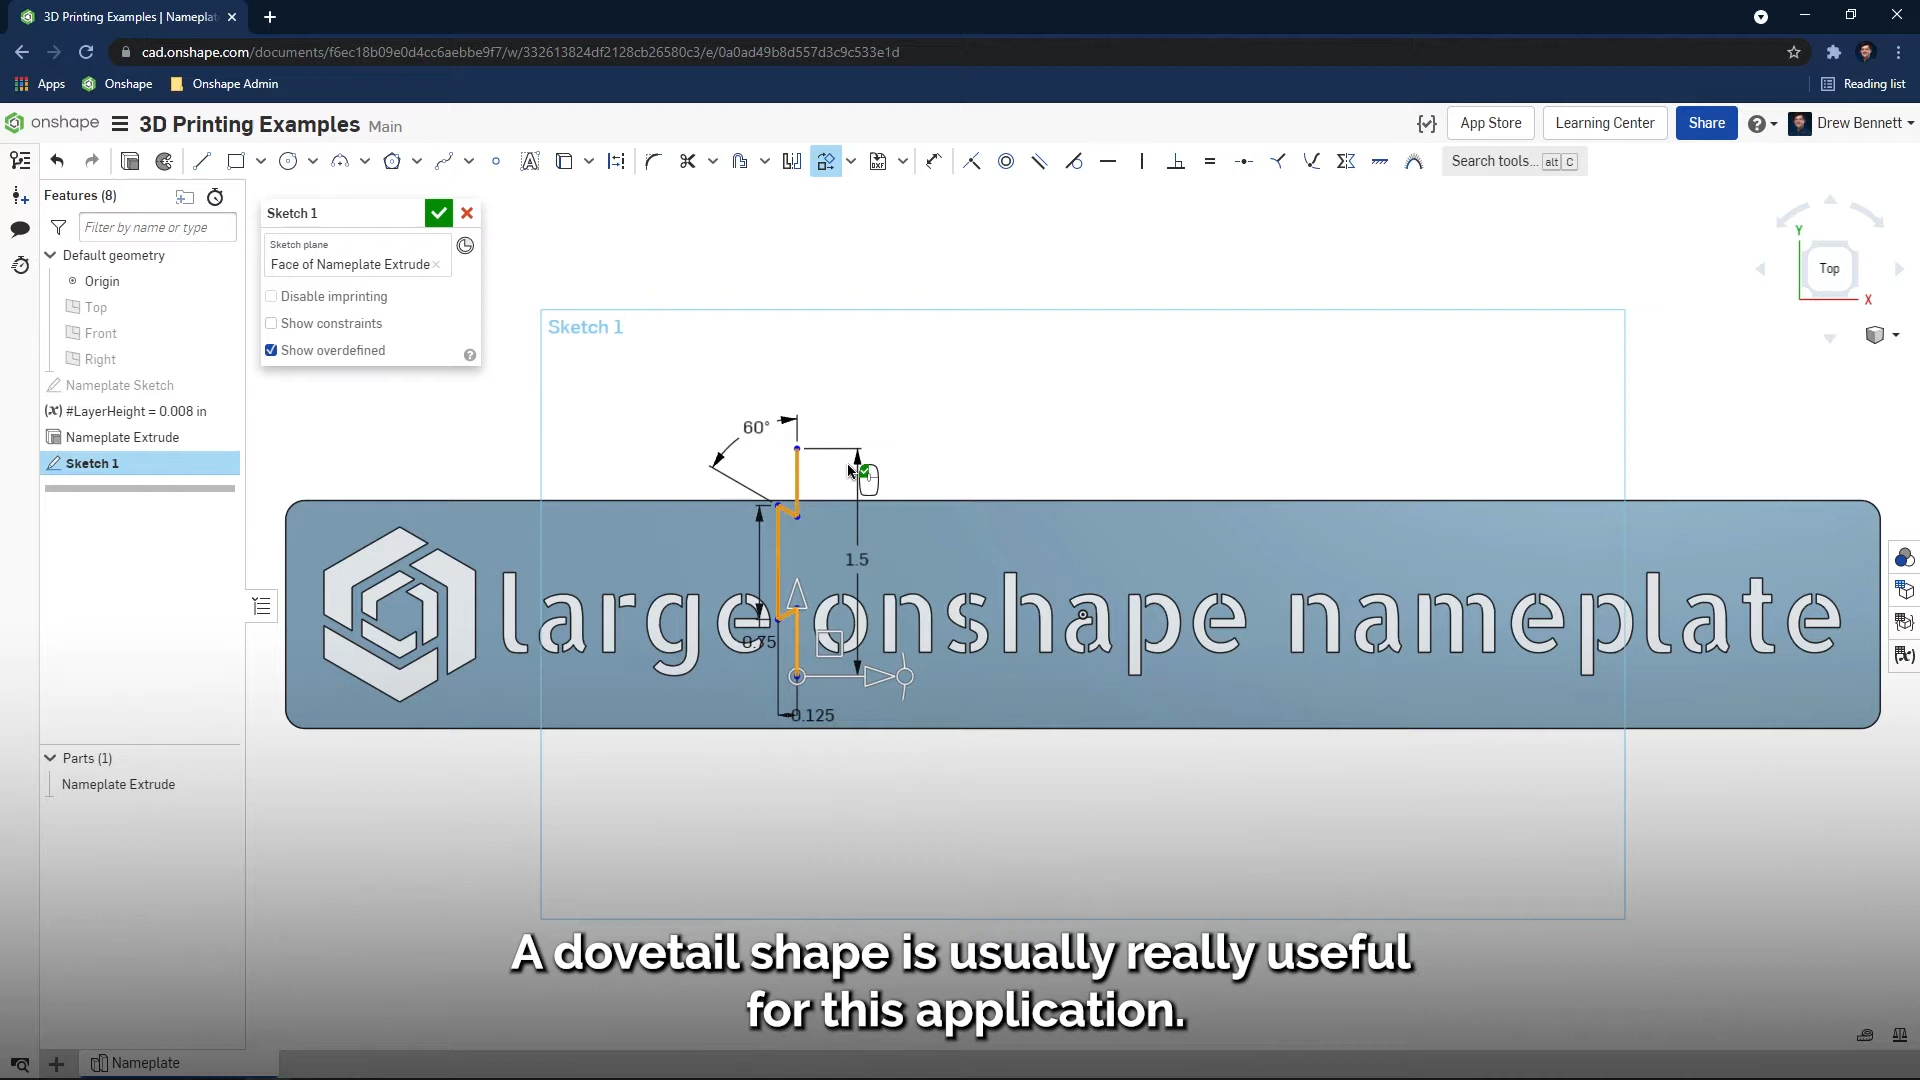 3D Printing Examples | Namepla
cad.onshape.com/documents/f6ec18b09e0d4cc6aebbe9f7/w/332613824df2128cb26580c3/e/0a0ad49b8d557d3c9c533e1d
Apps
Onshape
Onshape Admin
Reading list
onshape
3D Printing Examples
Main
App Store
Learning Center
Share
Drew Bennett
Search tools... alt C
Features (8)
Filter by name or type
Default geometry
Origin
Top
Front
Right
Nameplate Sketch
(x) #LayerHeight = 0.008 in
Nameplate Extrude
Sketch 1
Parts (1)
Nameplate Extrude
Sketch 1
Sketch plane
Face of Nameplate Extrude
Disable imprinting
Show constraints
Show overdefined
Sketch 1
Y
Top
X
60°
1.5
0.75
0.125
large onshape nameplate
A dovetail shape is usually really useful
for this application.
Nameplate